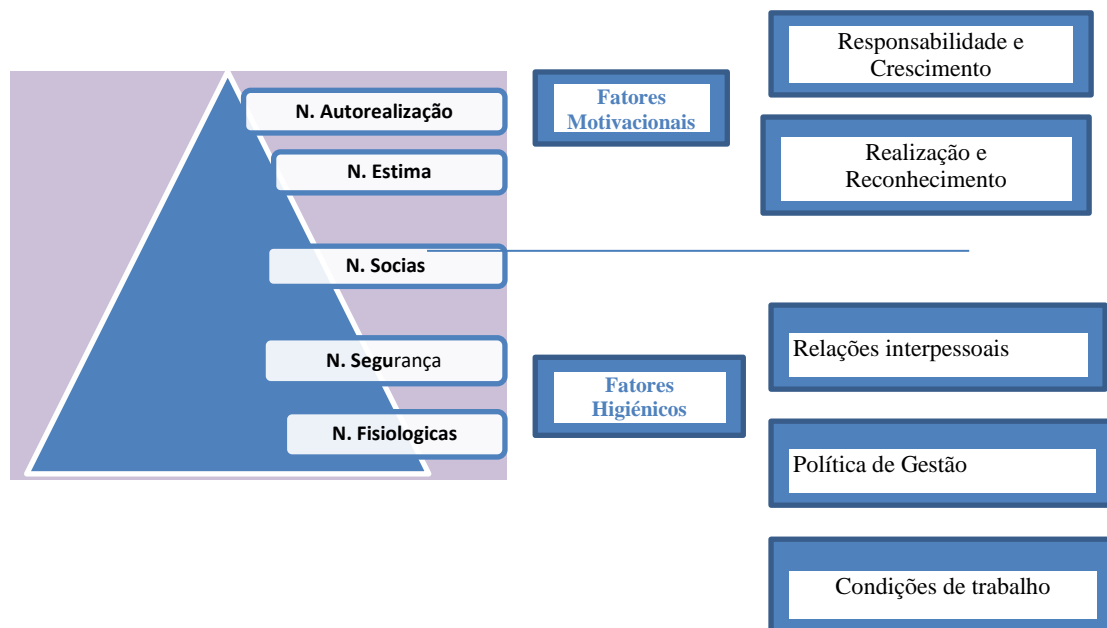 N. Autorealização
N. Estima
N. Socias
N. Segurança
N. Fisiologicas
Fatores
Motivacionais
Fatores
Higiénicos
Responsabilidade e
Crescimento
Realização e
Reconhecimento
Relações interpessoais
Política de Gestão
Condições de trabalho